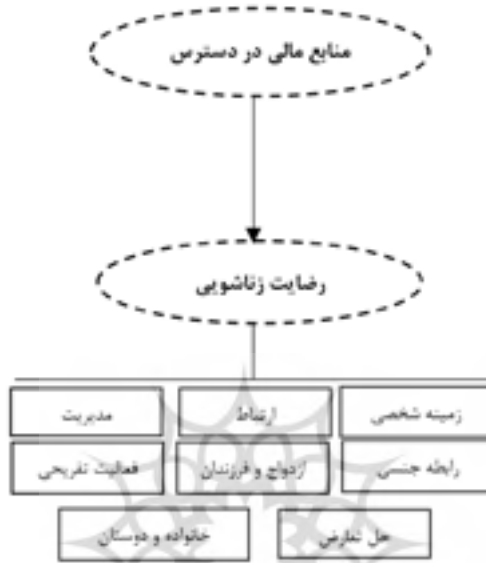 منابع مالی در دسترس
رضایت زناشویی
زمینه شخصی
ارتباط
مدیریت
رابطه جنسی
ازدواج و فرزندان
فعالیت تفریحی
حل تعارض
خانواده و دوستان